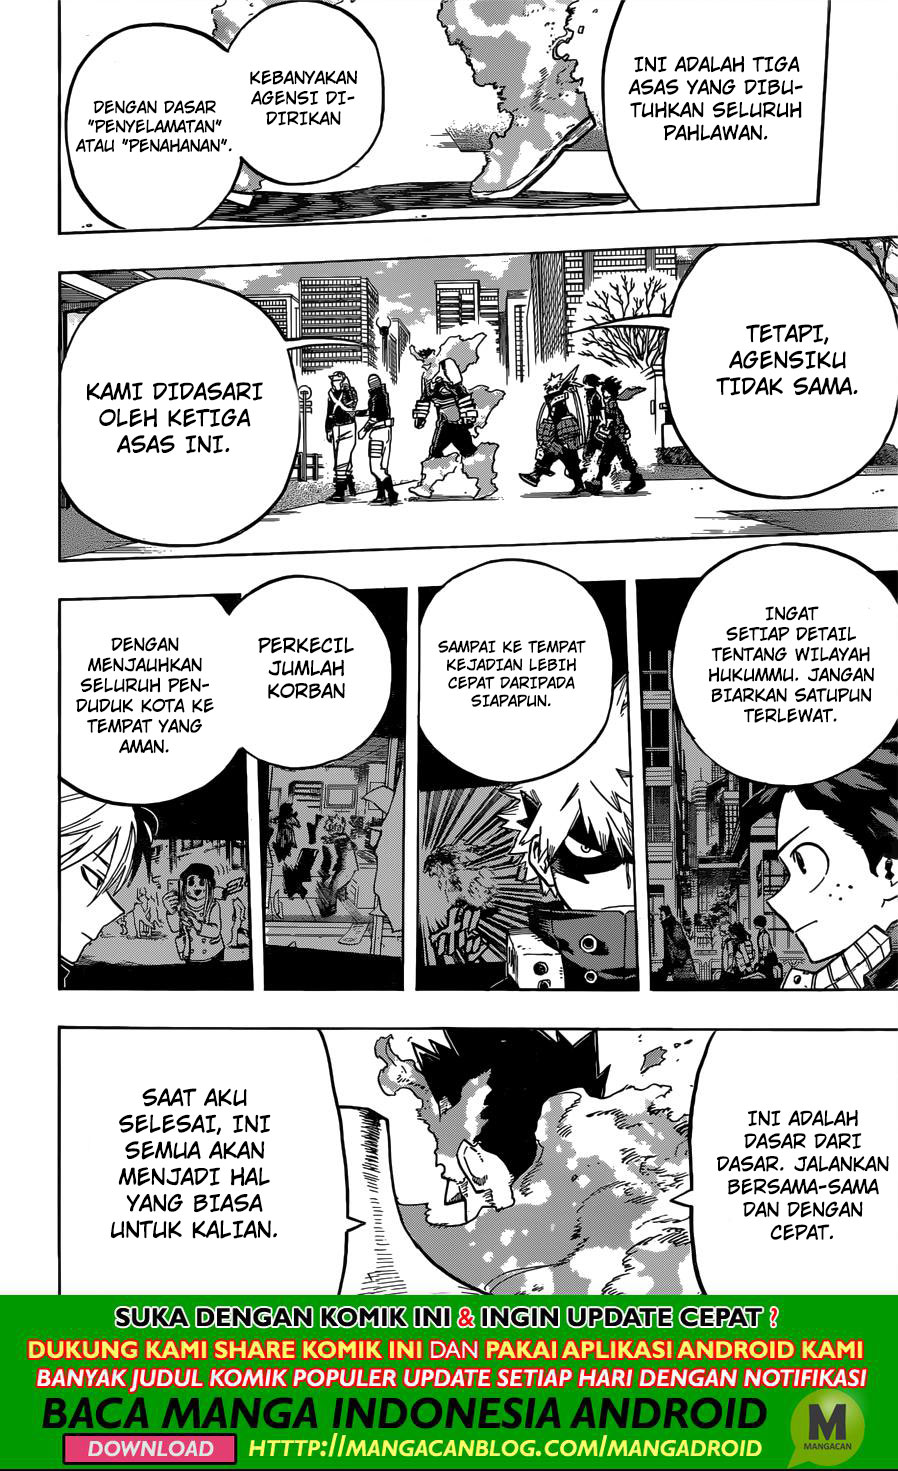 INI ADALAH TIGA
ASAS YANG DIBU-
TUHKAN SELURUH
PAHLAWAN.
KEBANYAKAN
AGENSI DI-
DIRIKAN
DENGAN DASAR
"PENYELAMATAN"
ATAU "PENAHANAN".
TETAPI,
AGENSIKU
TIDAK SAMA.
KAMI DIDASARI
OLEH KETIGA
ASAS INI.
INGAT
SETIAP DETAIL
TENTANG WILAYAH
HUKUMMU. JANGAN
BIARKAN SATUPUN
TERLEWAT.
SAMPAI KE TEMPAT
KEJADIAN LEBIH
CEPAT DARIPADA
SIAPAPUN.
PERKECIL
JUMLAH
KORBAN
DENGAN
MENJAUHKAN
SELURUH PEN-
DUDUK KOTA KE
TEMPAT YANG
AMAN.
INI ADALAH
DASAR DARI
DASAR. JALANKAN
BERSAMA-SAMA
DAN DENGAN
CEPAT.
SAAT AKU
SELESAI, INI
SEMUA AKAN
MENJADI HAL
YANG BIASA
UNTUK KALIAN.
SUKA DENGAN KOMIK INI & INGIN UPDATE CEPAT ?
DUKUNG KAMI SHARE KOMIK INI DAN PAKAI APLIKASI ANDROID KAMI
BANYAK JUDUL KOMIK POPULER UPDATE SETIAP HARI DENGAN NOTIFIKASI
BACA MANGA INDONESIA ANDROID
DOWNLOAD HTTTP://MANGACANBLOG.COM/MANGADROID
M
MANGACAN